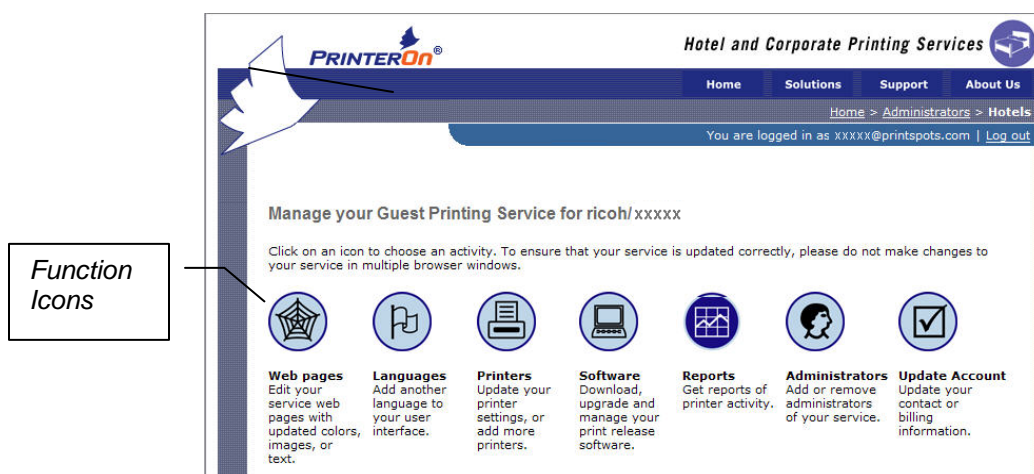 PRINTERON®
Hotel and Corporate Printing Services
Home Solutions Support About Us
Home > Administrators > Hotels
You are logged in as xxxxx@printspots.com | Log out
Manage your Guest Printing Service for ricoh/xxxxx
Click on an icon to choose an activity. To ensure that your service is updated correctly, please do not make changes to
your service in multiple browser windows.
Function
Icons
Web pages
Edit your
service web
pages with
updated colors,
images, or
text.
Languages
Add another
language to
your user
interface.
Printers
Update your
printer
settings, or
add more
printers.
Software
Download,
upgrade and
manage your
print release
software.
Reports
Get reports of
printer activity.
Administrators
Add or remove
administrators
of your service.
Update Account
Update your
contact or
billing
information.